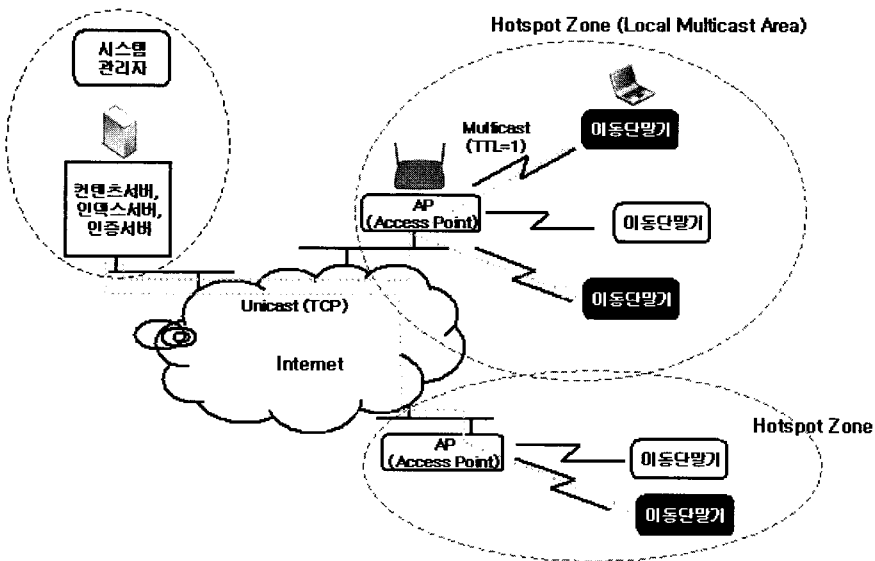 Hotspot Zone (Local Multicast Area)
시스템
관리자
컨텐츠서버,
인덱스서버,
인증서버
Multicast
(TTL=1)
이동단말기
AP
(Access Point)
이동단말기
이동단말기
Unicast (TCP)
Internet
Hotspot Zone
AP
(Access Point)
이동단말기
이동단말기